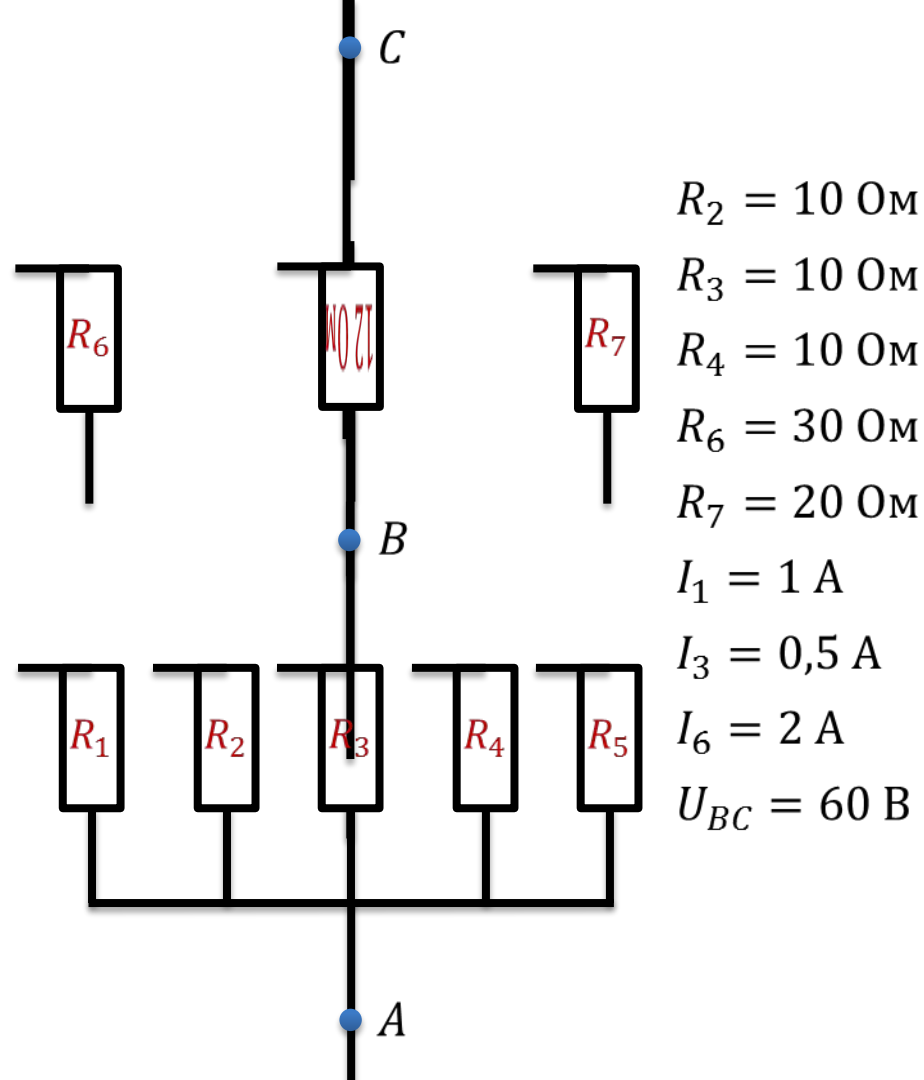 C
R₂ = 10 Ом
R₃ = 10 Ом
R₄ = 10 Ом
R₆ = 30 Ом
R₇ = 20 Ом
I₁ = 1 А
I₃ = 0,5 А
I₆ = 2 А
U_BC = 60 В
R₆
12 Ом
R₇
B
R₁
R₂
R₃
R₄
R₅
A